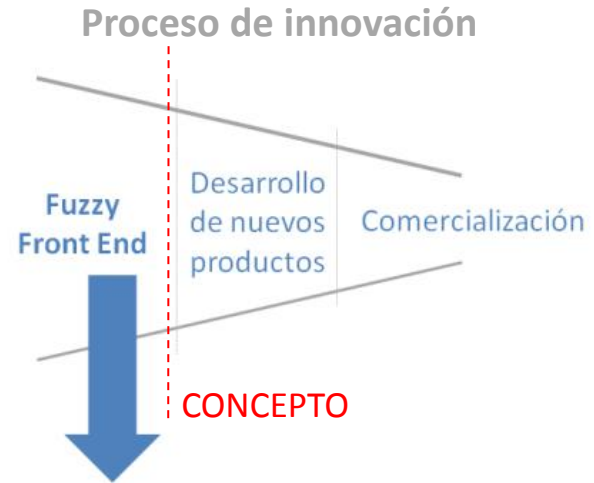 Proceso de innovación
Fuzzy
Front End
Desarrollo
de nuevos
productos
Comercialización
CONCEPTO